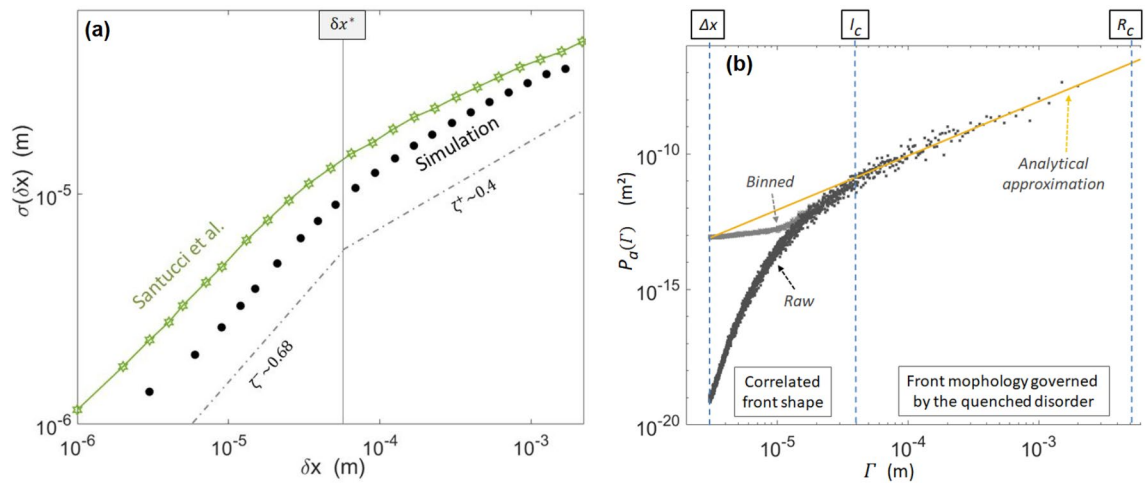 (a)
δx*
σ(δx) (m)
10⁻⁵
10⁻⁶
Santucci et al.
Simulation
ζ⁺~0.4
ζ⁻~0.68
10⁻⁶
10⁻⁵
10⁻⁴
10⁻³
δx (m)
Δx
l_c
R_c
(b)
P_a(Γ) (m²)
10⁻¹⁰
10⁻¹⁵
10⁻²⁰
Binned
Raw
Analytical
approximation
Correlated
front shape
Front mophology governed
by the quenched disorder
10⁻⁵
10⁻⁴
10⁻³
Γ (m)